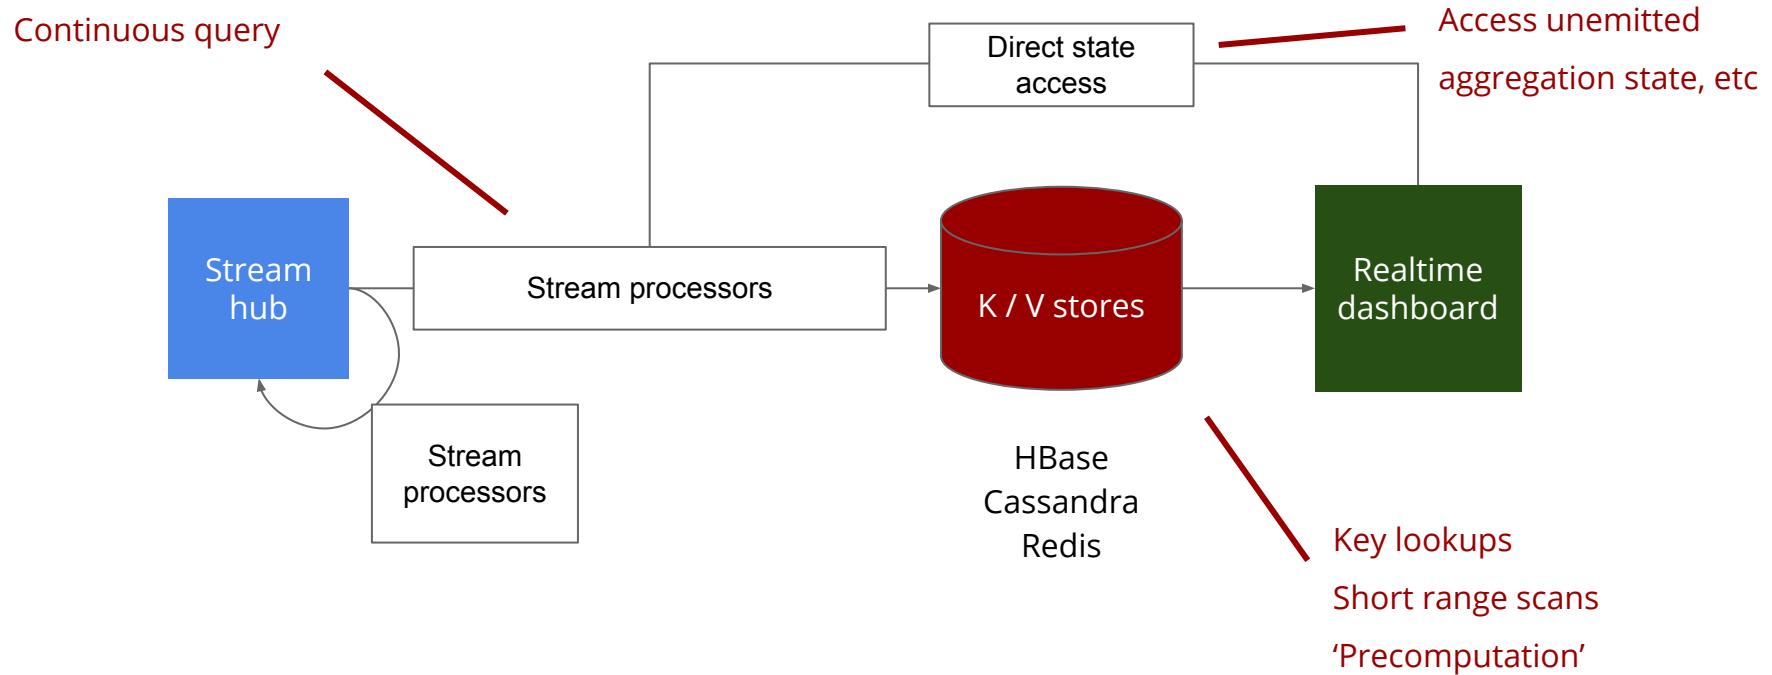 Continuous query
Direct state
access
Access unemitted
aggregation state, etc
Stream
hub
Stream processors
K / V stores
Realtime
dashboard
Stream
processors
HBase
Cassandra
Redis
Key lookups
Short range scans
‘Precomputation’